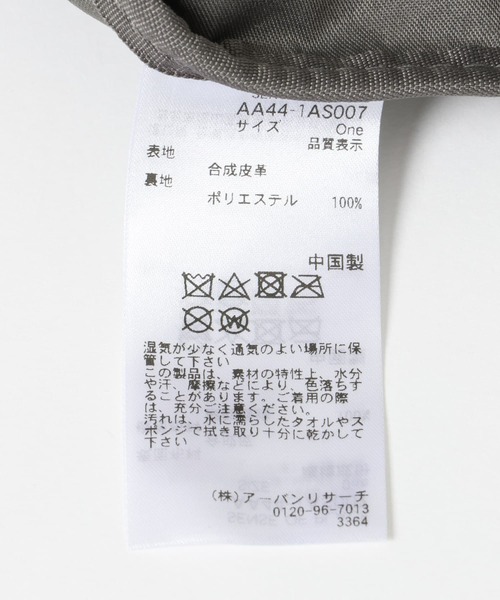 AA44-1AS007
サイズ One
品質表示
表地
合成皮革
裏地
ポリエステル 100%
中国製
湿気が少なく通気のよい場所に保
管して下さい
この製品は、素材の特性上、水分
や汗、摩擦などにより、色落ちす
ることがあります。ご着用の際
は、充分ご注意ください。
汚れは、水に濡らしたタオルやス
ポンジで拭き取り十分に乾かして
下さい
(株)アーバンリサーチ
0120-96-7013
3364